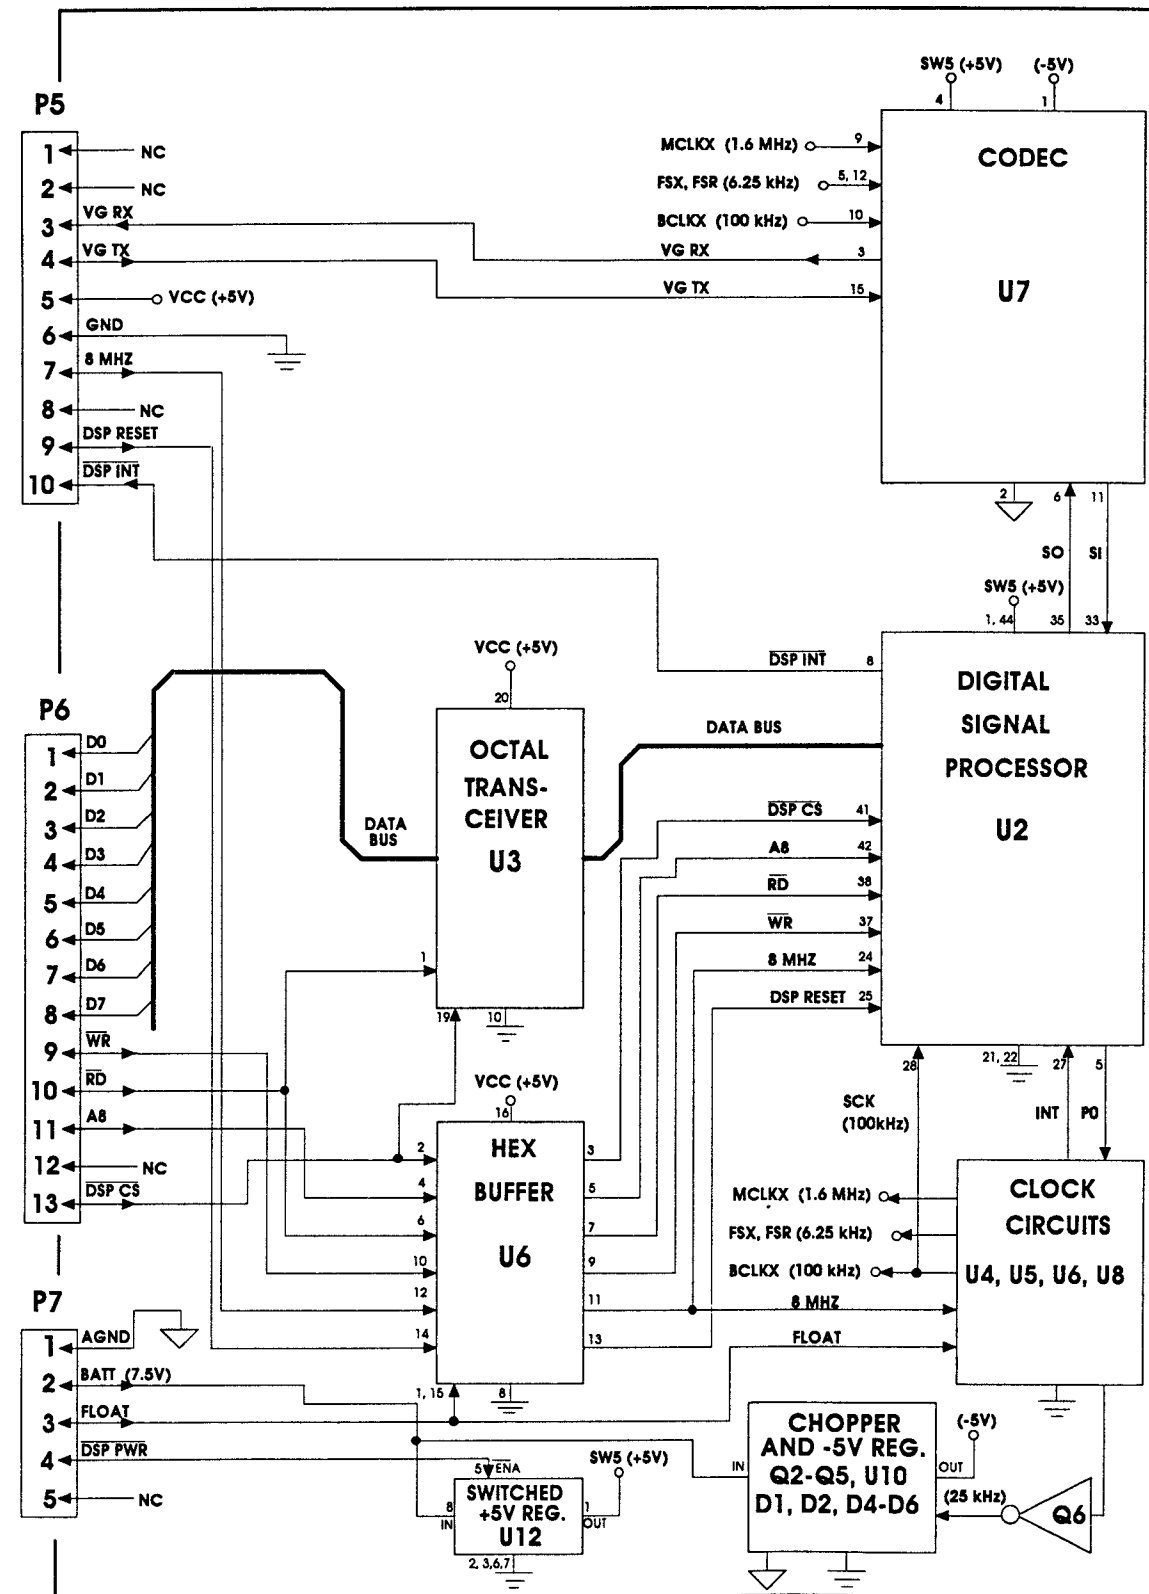 SW5 (+5V)
(-5V)
4
1
P5
1
NC
2
NC
3
VG RX
4
VG TX
5
VCC (+5V)
6
GND
7
8 MHZ
8
NC
9
DSP RESET
10
DSP INT
MCLKX (1.6 MHz)
9
FSX, FSR (6.25 kHz)
5, 12
BCLKX (100 kHz)
10
VG RX
3
VG TX
15
CODEC
U7
2
6
11
SO
SI
SW5 (+5V)
1, 44
35
33
DSP INT
8
DIGITAL
SIGNAL
PROCESSOR
U2
VCC (+5V)
20
OCTAL
TRANS-
CEIVER
U3
DATA
BUS
DATA BUS
DSP CS
41
A8
42
RD
38
WR
37
8 MHZ
24
DSP RESET
25
1
19
10
P6
1
D0
2
D1
3
D2
4
D3
5
D4
6
D5
7
D6
8
D7
9
WR
10
RD
11
A8
12
NC
13
DSP CS
28
21, 22
27
5
SCK
(100kHz)
INT
P0
VCC (+5V)
16
HEX
BUFFER
U6
2
4
6
10
12
14
3
5
7
9
11
13
1, 15
8
MCLKX (1.6 MHz)
FSX, FSR (6.25 kHz)
BCLKX (100 kHz)
8 MHZ
FLOAT
CLOCK
CIRCUITS
U4, U5, U6, U8
P7
1
AGND
2
BATT (7.5V)
3
FLOAT
4
DSP PWR
5
NC
5
ENA
SWITCHED
+5V REG.
U12
8
IN
1
OUT
2, 3,6,7
SW5 (+5V)
IN
CHOPPER
AND -5V REG.
Q2-Q5, U10
D1, D2, D4-D6
OUT
(-5V)
(25 kHz)
Q6